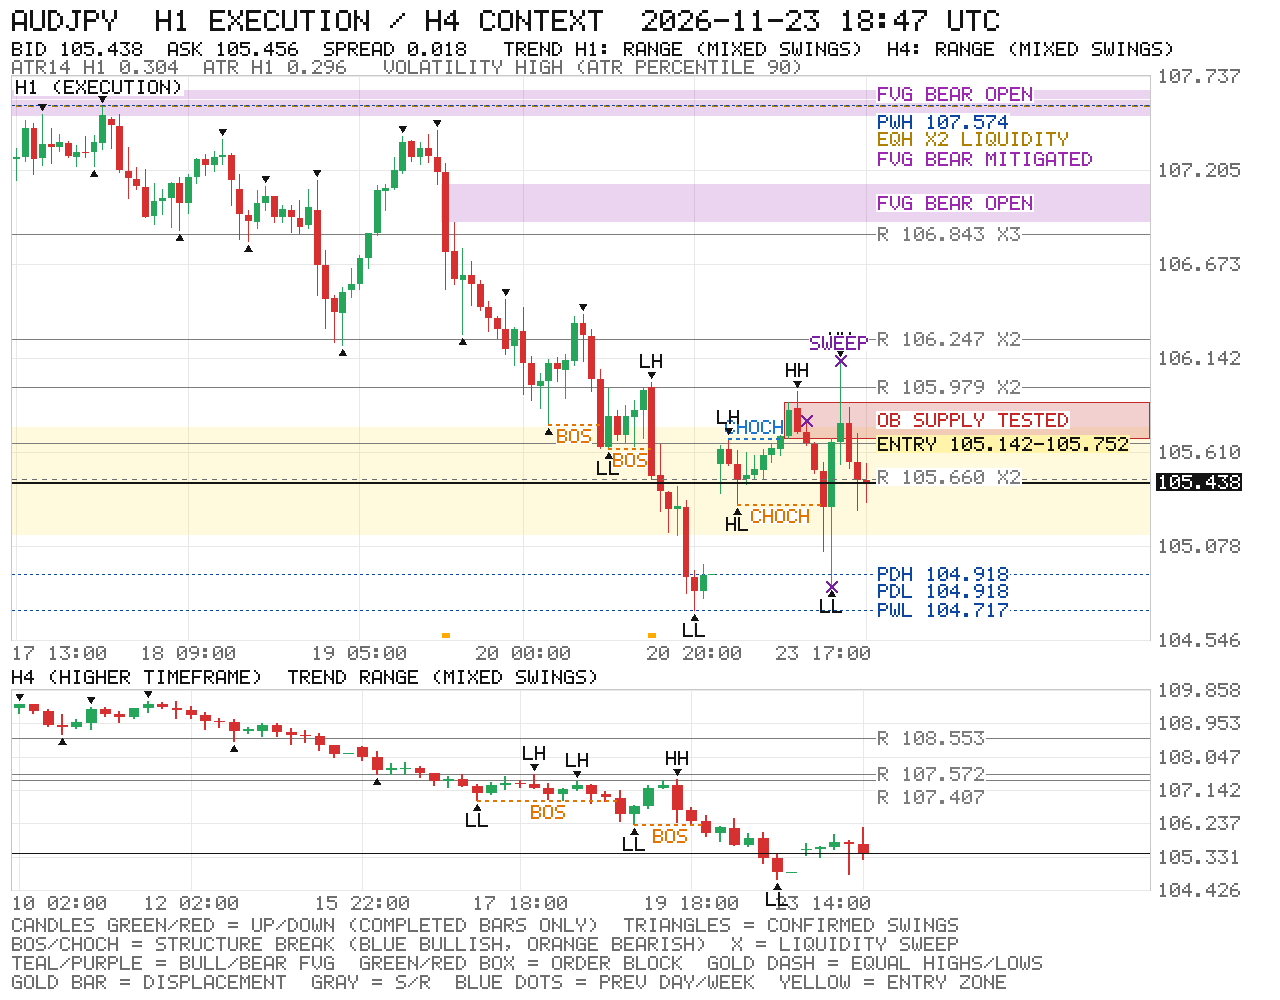 AUDJPY  H1 EXECUTION / H4 CONTEXT  2026-11-23 18:47 UTC
BID 105.438  ASK 105.456  SPREAD 0.018  TREND H1: RANGE (MIXED SWINGS)  H4: RANGE (MIXED SWINGS)
ATR14 H1 0.304  ATR H1 0.296  VOLATILITY HIGH (ATR PERCENTILE 90)
107.737
H1 (EXECUTION)
FVG BEAR OPEN
PWH 107.574
EQH X2 LIQUIDITY
FVG BEAR MITIGATED
107.205
FVG BEAR OPEN
R 106.843 X3
106.673
R 106.247 X2
SWEEP
106.142
LH
HH
R 105.979 X2
LH
CHOCH
OB SUPPLY TESTED
BOS
ENTRY 105.142-105.752
105.610
LL
BOS
R 105.660 X2
105.438
HL
CHOCH
105.078
PDH 104.918
PDL 104.918
LL
PWL 104.717
LL
104.546
17 13:00
18 09:00
19 05:00
20 00:00
20 20:00
23 17:00
H4 (HIGHER TIMEFRAME)  TREND RANGE (MIXED SWINGS)
109.858
108.953
R 108.553
LH
LH
HH
108.047
R 107.572
107.142
R 107.407
LL
BOS
106.237
LL
BOS
105.331
104.426
LL
10 02:00
12 02:00
15 22:00
17 18:00
19 18:00
23 14:00
CANDLES GREEN/RED = UP/DOWN (COMPLETED BARS ONLY)  TRIANGLES = CONFIRMED SWINGS
BOS/CHOCH = STRUCTURE BREAK (BLUE BULLISH, ORANGE BEARISH)  X = LIQUIDITY SWEEP
TEAL/PURPLE = BULL/BEAR FVG  GREEN/RED BOX = ORDER BLOCK  GOLD DASH = EQUAL HIGHS/LOWS
GOLD BAR = DISPLACEMENT  GRAY = S/R  BLUE DOTS = PREV DAY/WEEK  YELLOW = ENTRY ZONE